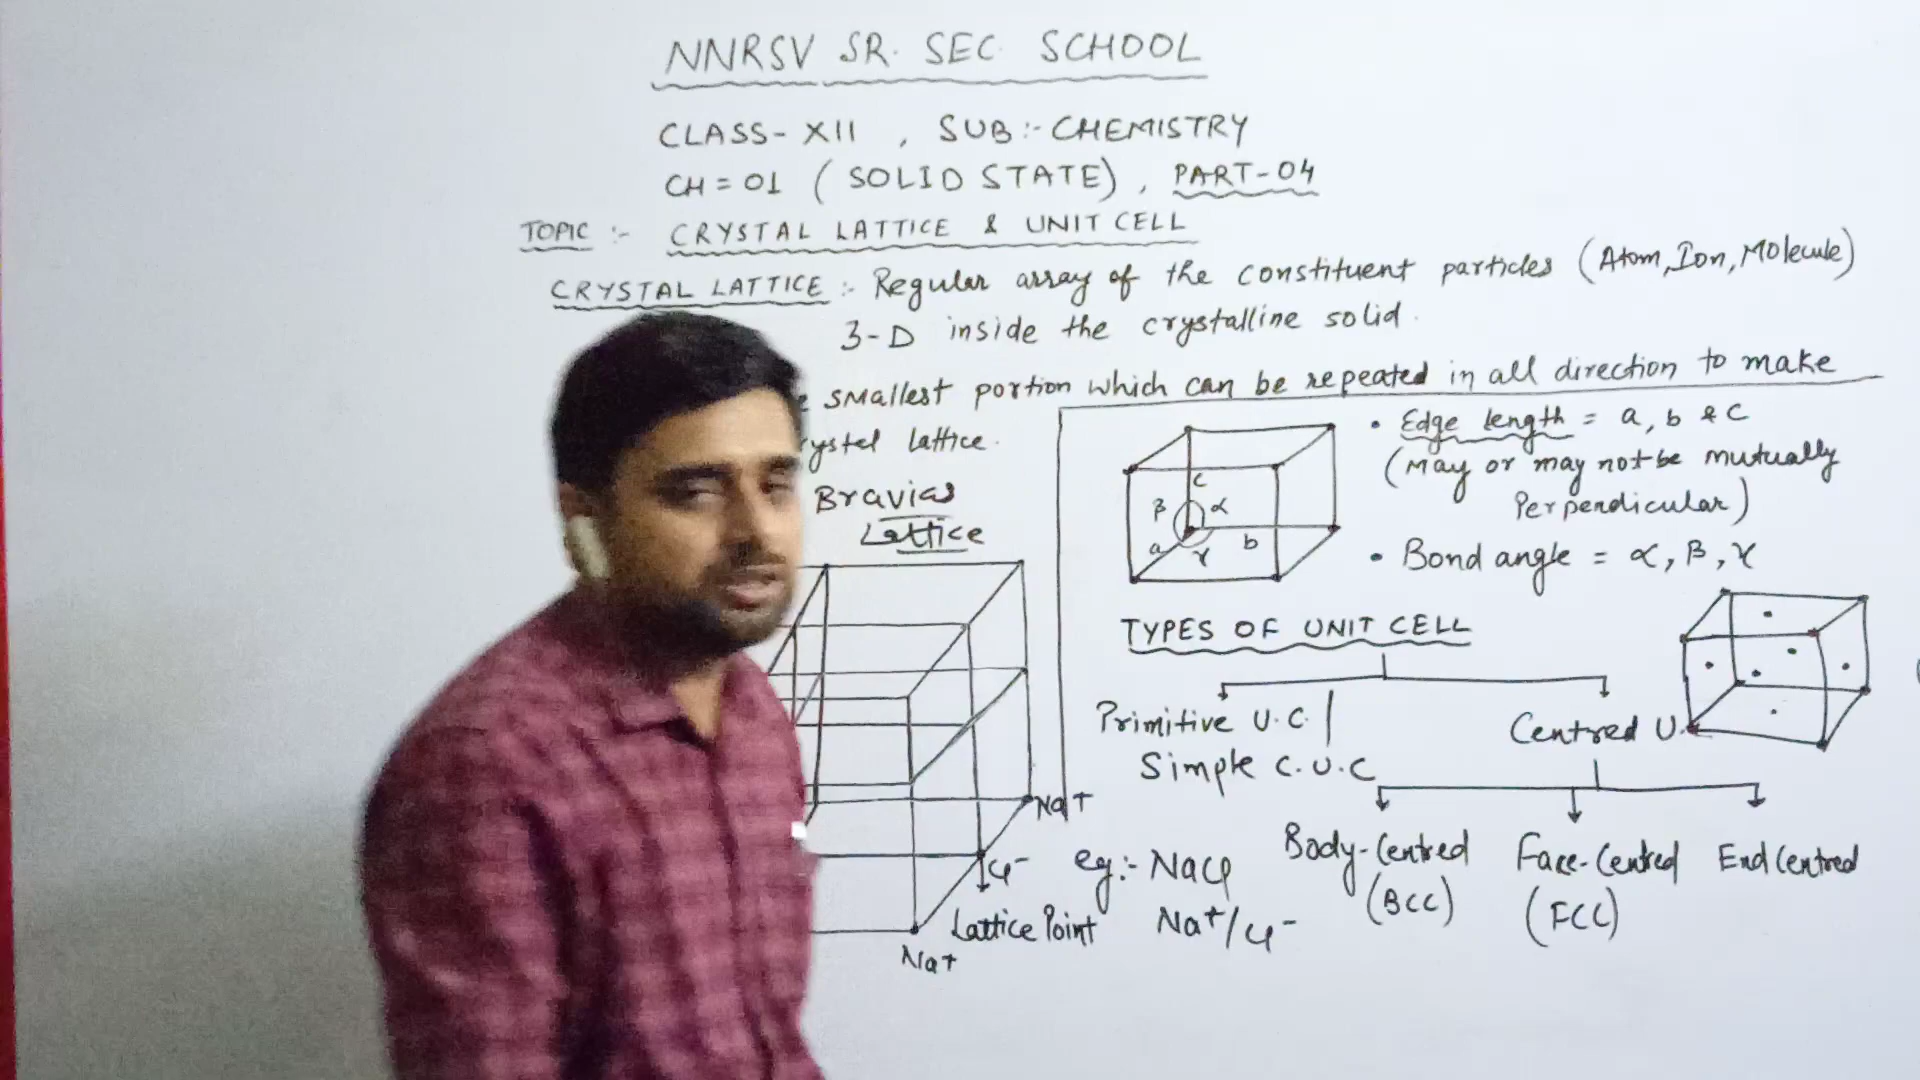 NNRSV SR. SEC SCHOOL
CLASS- XII , SUB:- CHEMISTRY
CH = 01 ( SOLID STATE) , PART-04
TOPIC :- CRYSTAL LATTICE & UNIT CELL
CRYSTAL LATTICE :- Regular array of the constituent particles (Atom, Ion, Molecule)
3-D inside the crystalline solid.
smallest portion which can be repeated in all direction to make
lattice.
Bravias
Lattice
c
β α
a γ b
• Edge length = a, b & c
(May or may not be mutually
Perpendicular)
• Bond angle = α, β, γ
TYPES OF UNIT CELL
Primitive U.C. |
Simple C.U.C
Centred U.
Body-Centred
(BCC)
Face-Centred
(FCC)
End Centred
Na+
Cl-
Lattice Point
Na+
eg:- NaCl
Na+/Cl-